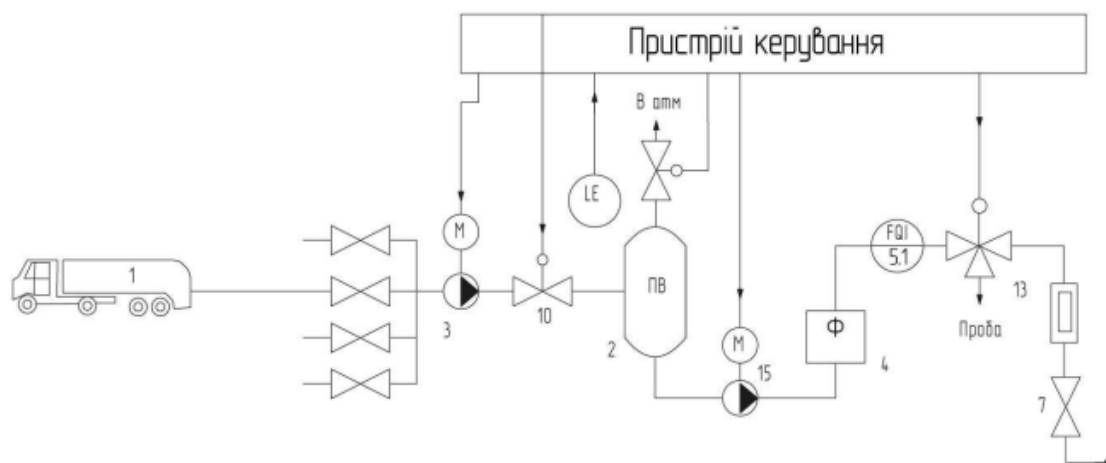 Пристрій керування
В атм
LE
М
М
FQI
5.1
1
ПВ
13
10
3
2
Ф
Проба
М
15
4
7